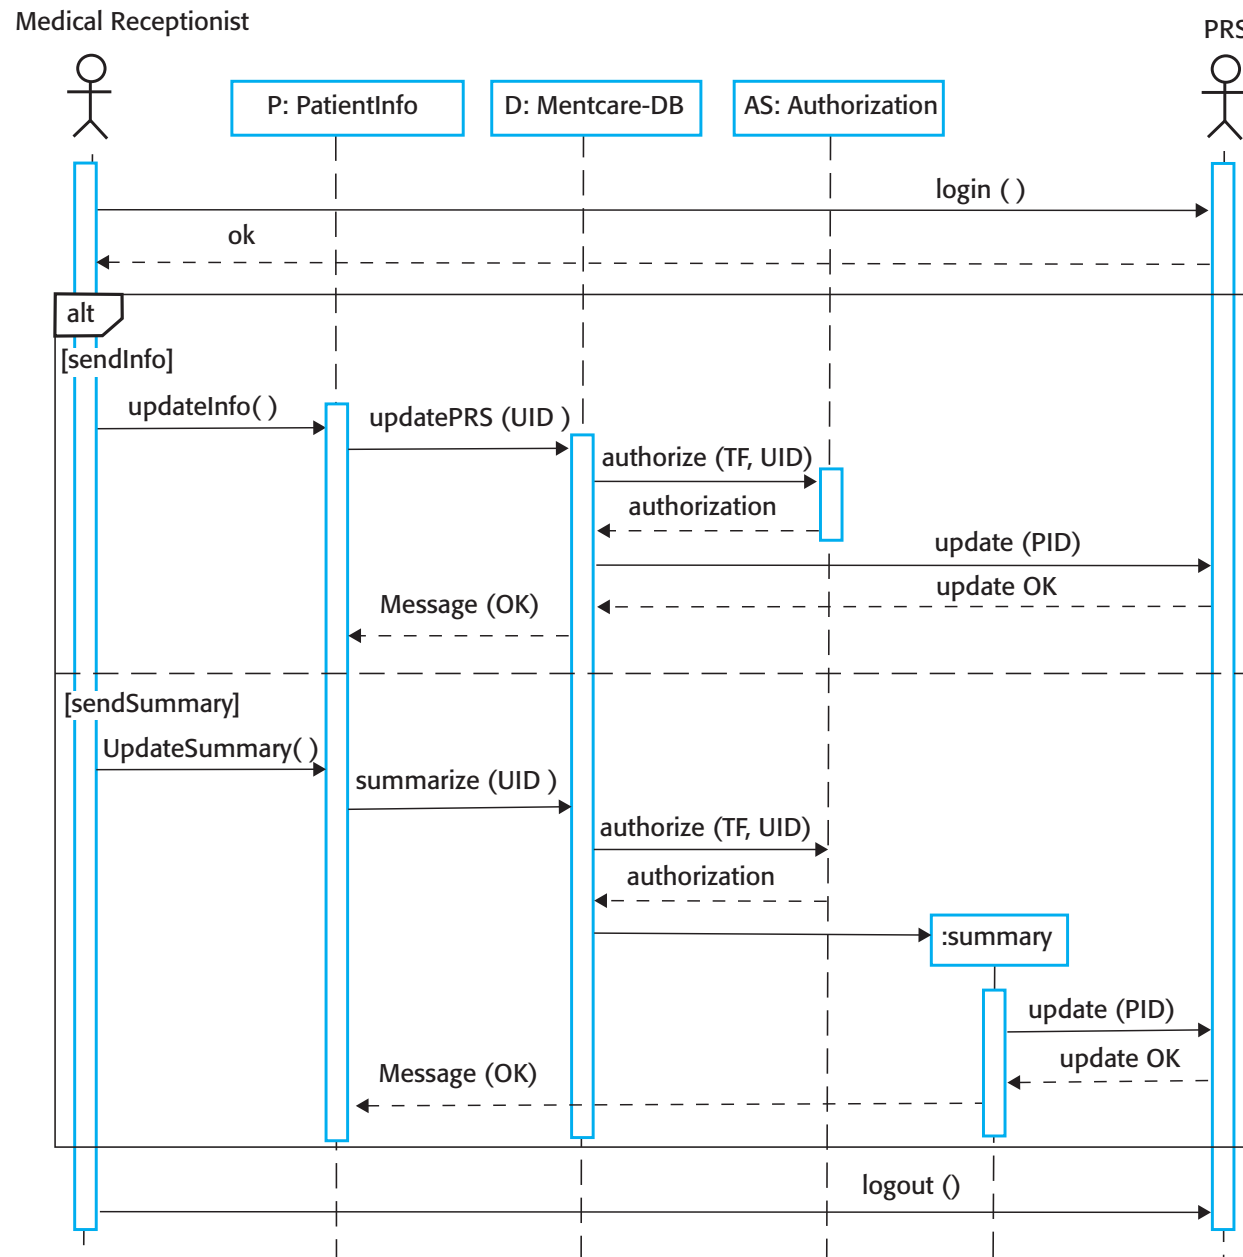 Medical Receptionist
PRS
P: PatientInfo
D: Mentcare-DB
AS: Authorization
login ( )
ok
alt
[sendInfo]
updateInfo( )
updatePRS (UID )
authorize (TF, UID)
authorization
update (PID)
update OK
Message (OK)
[sendSummary]
UpdateSummary( )
summarize (UID )
authorize (TF, UID)
authorization
:summary
update (PID)
update OK
Message (OK)
logout ()